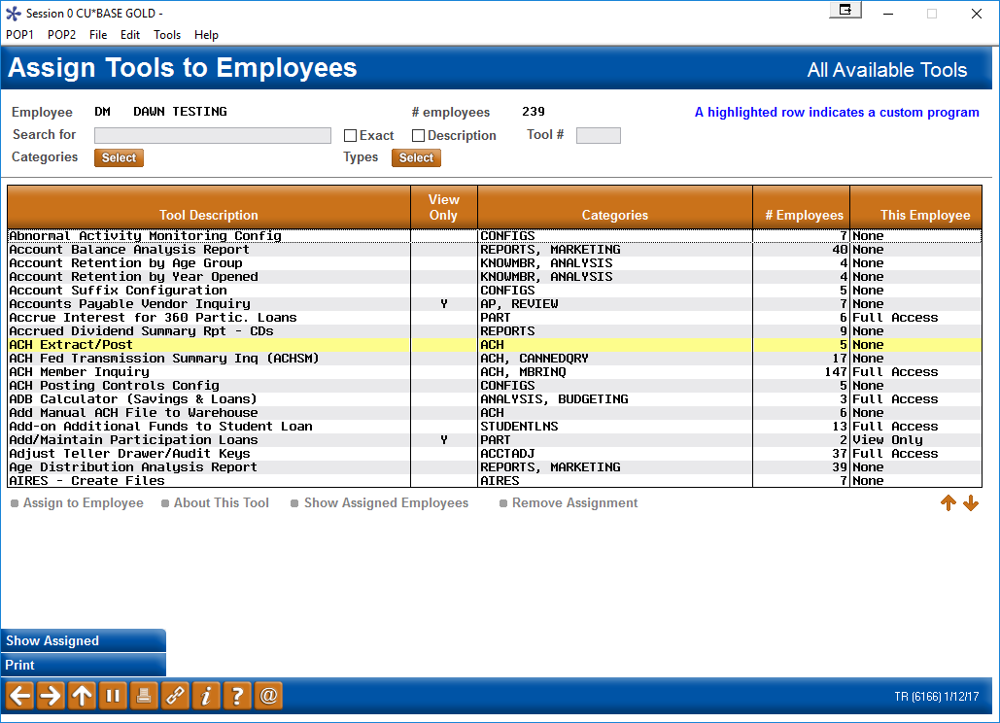 Session 0 CU*BASE GOLD -
POP1 POP2 File Edit Tools Help
Assign Tools to Employees All Available Tools
Employee DM DAWN TESTING # employees 239 A highlighted row indicates a custom program
Search for Exact Description Tool #
Categories Select Types Select
Tool Description View Only Categories # Employees This Employee
Abnormal Activity Monitoring Config CONFIGS 7 None
Account Balance Analysis Report REPORTS, MARKETING 40 None
Account Retention by Age Group KNOWMBR, ANALYSIS 4 None
Account Retention by Year Opened KNOWMBR, ANALYSIS 4 None
Account Suffix Configuration CONFIGS 5 None
Accounts Payable Vendor Inquiry Y AP, REVIEW 7 None
Accrue Interest for 360 Partic. Loans PART 6 Full Access
Accrued Dividend Summary Rpt - CDs REPORTS 9 None
ACH Extract/Post ACH 5 None
ACH Fed Transmission Summary Inq (ACHSM) ACH, CANNEDQRY 17 None
ACH Member Inquiry ACH, MBRINQ 147 Full Access
ACH Posting Controls Config CONFIGS 5 None
ADB Calculator (Savings & Loans) ANALYSIS, BUDGETING 3 Full Access
Add Manual ACH File to Warehouse ACH 6 None
Add-on Additional Funds to Student Loan STUDENTLNS 13 Full Access
Add/Maintain Participation Loans Y PART 2 View Only
Adjust Teller Drawer/Audit Keys ACCTADJ 37 Full Access
Age Distribution Analysis Report REPORTS, MARKETING 39 None
AIRES - Create Files AIRES 7 None
Assign to Employee About This Tool Show Assigned Employees Remove Assignment
Show Assigned
Print
TR (6166) 1/12/17